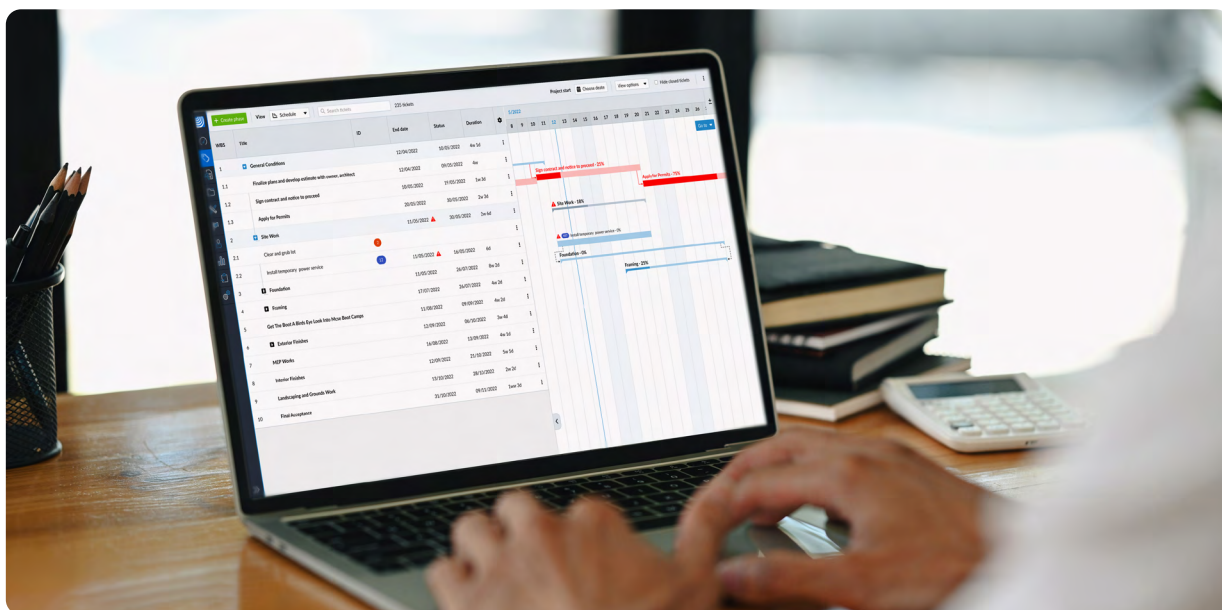 + Create phase View Schedule Search tickets 235 tickets Project start Choose date View options Hide closed tickets
WBS Title ID End date Status Duration 5/2022
8 9 10 11 12 13 14 15 16 17 18 19 20 21 22 23 24 25 26
Go to
1 General Conditions 12/04/2022 10/05/2022 4w 1d
1.1 Finalize plans and develop estimate with owner, architect 12/04/2022 09/05/2022 4w
1.2 Sign contract and notice to proceed 10/05/2022 19/05/2022 1w 3d
1.3 Apply for Permits 20/05/2022 30/05/2022 2w 3d
2 Site Work 11/05/2022 30/05/2022
2.1 Clear and grub lot
2.2 Install temporary power service 11/05/2022 16/05/2022 6d
3 Foundation 11/05/2022 26/07/2022 8w 2d
4 Framing 17/07/2022 26/07/2022 4w 3d
5 Get The Boot A Birds Eye Look Into Mcse Boot Camps 11/08/2022 09/09/2022 4w 2d
6 Exterior Finishes 12/09/2022 06/10/2022 3w 4d
7 MEP Works 16/08/2022 13/09/2022 4w 1d
8 Interior Finishes 12/09/2022 21/10/2022 5w 5d
9 Landscaping and Grounds Work 13/10/2022 28/10/2022 2w 2d
10 Final Acceptance 31/10/2022 09/11/2022
Sign contract and notice to proceed - 25%
Apply for Permits - 75%
Site Work - 18%
Install temporary power service - 0%
Foundation - 0%
Framing - 25%